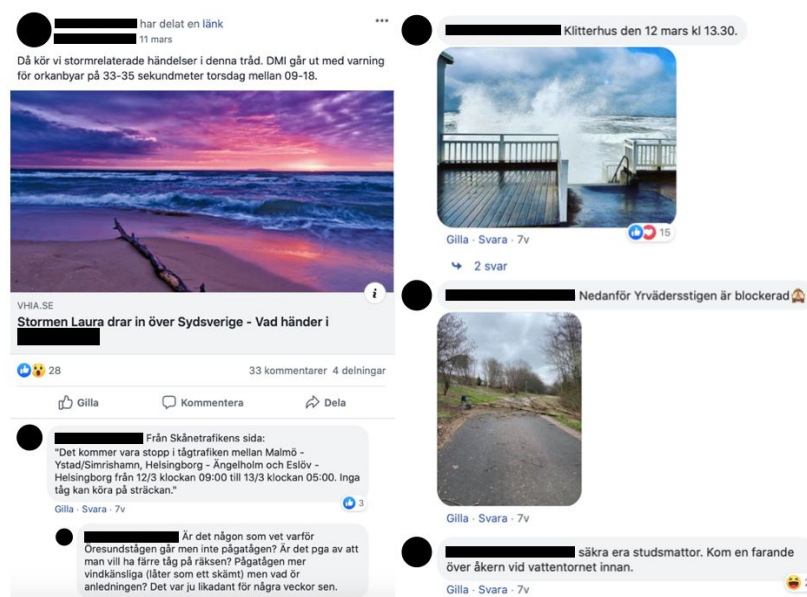 har delat en länk
11 mars
Då kör vi stormrelaterade händelser i denna tråd. DMI går ut med varning
för orkanbyar på 33-35 sekundmeter torsdag mellan 09-18.
VHIA.SE
Stormen Laura drar in över Sydsverige - Vad händer i
28
33 kommentarer 4 delningar
Gilla
Kommentera
Dela
Från Skånetrafikens sida:
"Det kommer vara stopp i tågtrafiken mellan Malmö -
Ystad/Simrishamn, Helsingborg - Ängelholm och Eslöv -
Helsingborg från 12/3 klockan 09:00 till 13/3 klockan 05:00. Inga
tåg kan köra på sträckan."
3
Gilla · Svara · 7v
Är det någon som vet varför
Öresundstågen går men inte pågatågen? Är det pga av att
man vill ha färre tåg på räksen? Pågatågen mer
vindkänsliga (låter som ett skämt) men vad ör
anledningen? Det var ju likadant för några veckor sen.
Klitterhus den 12 mars kl 13.30.
15
Gilla · Svara · 7v
2 svar
Nedanför Yrvädersstigen är blockerad
Gilla · Svara · 7v
säkra era studsmattor. Kom en farande
över åkern vid vattentornet innan.
Gilla · Svara · 7v